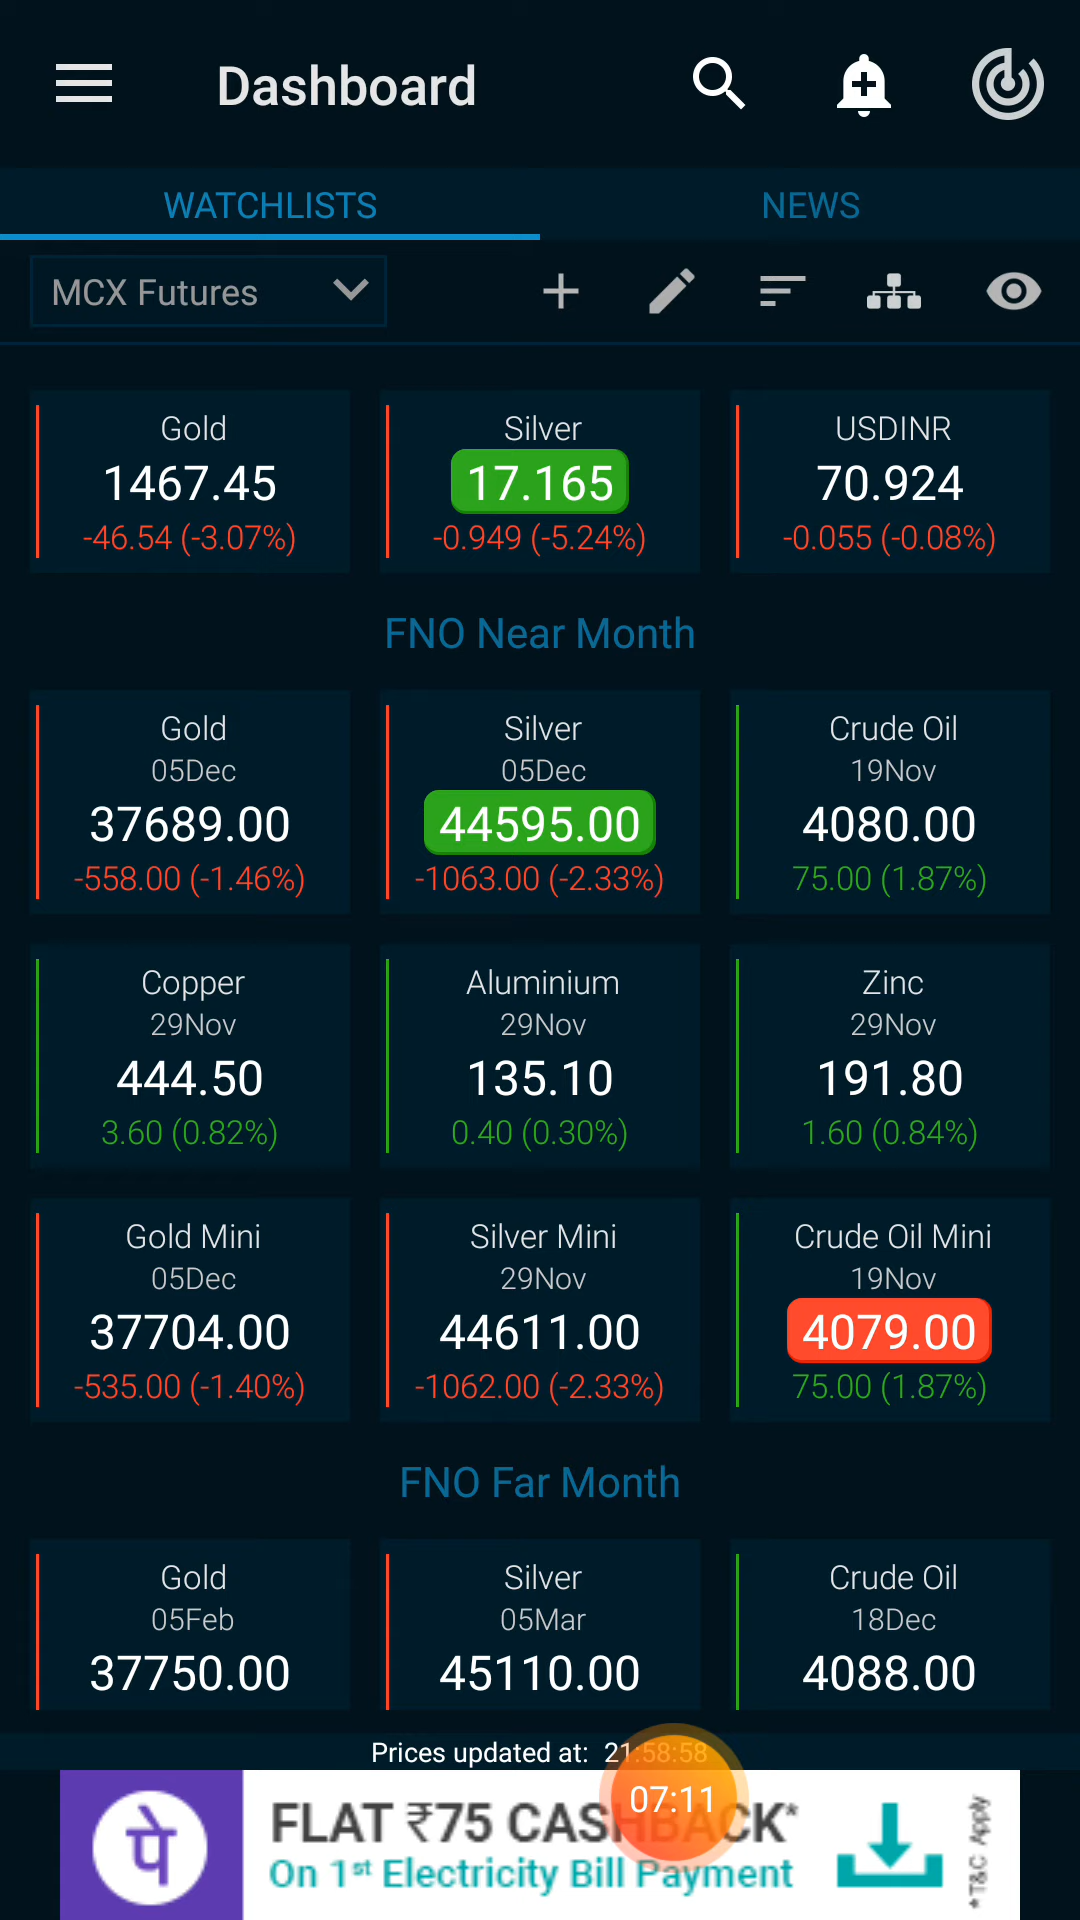 Dashboard
WATCHLISTS NEWS
MCX Futures
Gold Silver USDINR
1467.45 17.165 70.924
-46.54 (-3.07%) -0.949 (-5.24%) -0.055 (-0.08%)
FNO Near Month
Gold Silver Crude Oil
05Dec 05Dec 19Nov
37689.00 44595.00 4080.00
-558.00 (-1.46%) -1063.00 (-2.33%) 75.00 (1.87%)
Copper Aluminium Zinc
29Nov 29Nov 29Nov
444.50 135.10 191.80
3.60 (0.82%) 0.40 (0.30%) 1.60 (0.84%)
Gold Mini Silver Mini Crude Oil Mini
05Dec 29Nov 19Nov
37704.00 44611.00 4079.00
-535.00 (-1.40%) -1062.00 (-2.33%) 75.00 (1.87%)
FNO Far Month
Gold Silver Crude Oil
05Feb 05Mar 18Dec
37750.00 45110.00 4088.00
Prices updated at: 21:58:58
07:11
पे
FLAT ₹75 CASHBACK*
On 1st Electricity Bill Payment
*T&C Apply